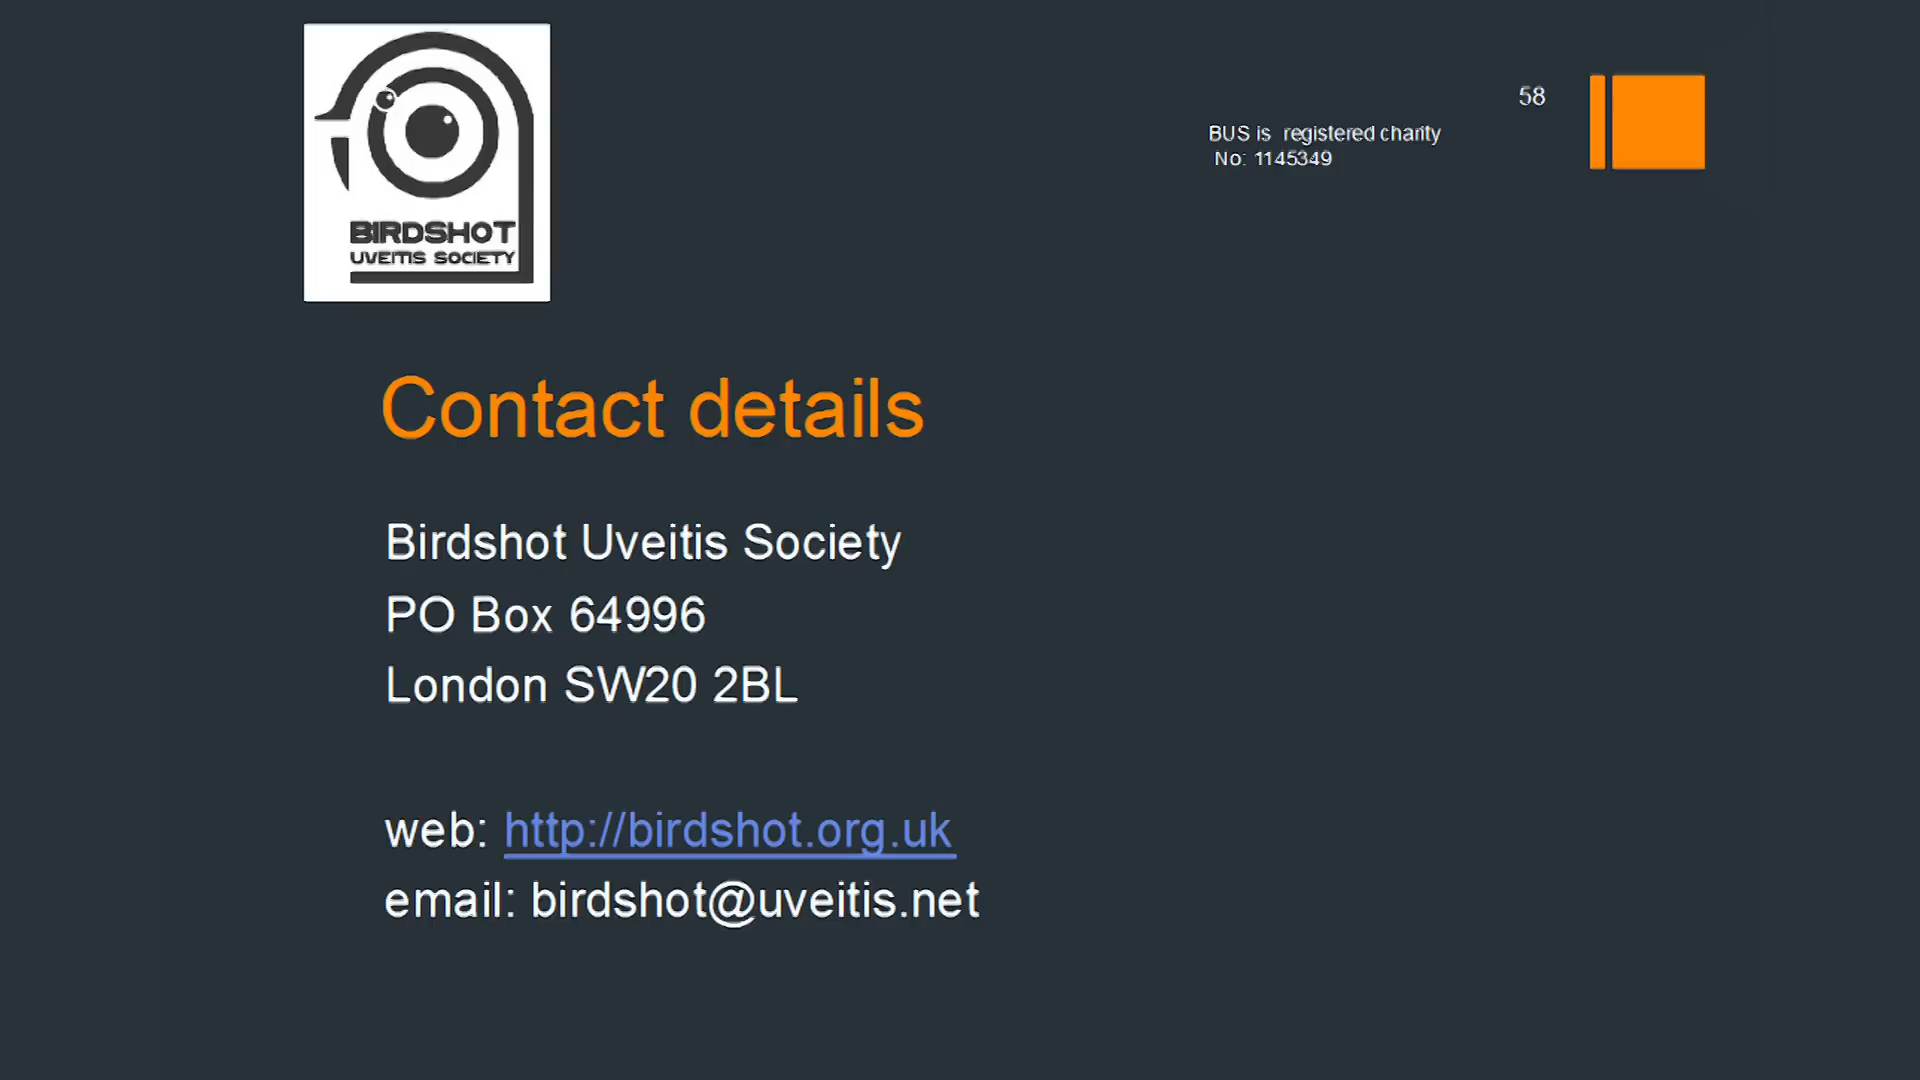 BIRDSHOT
UVEITIS SOCIETY
58
BUS is  registered charity
No: 1145349
Contact details
Birdshot Uveitis Society
PO Box 64996
London SW20 2BL
web: http://birdshot.org.uk
email: birdshot@uveitis.net